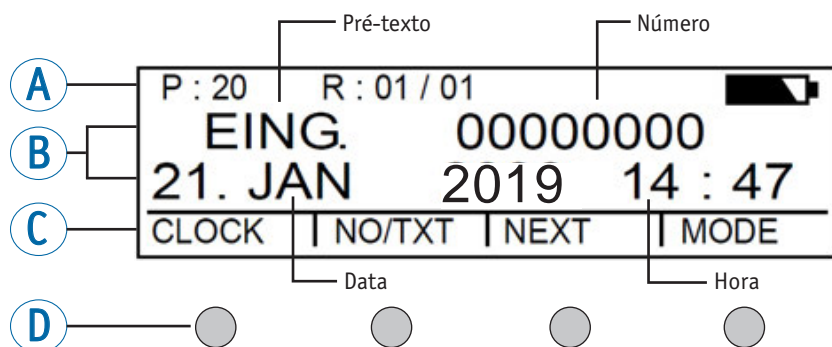 Pré-texto Número
A P : 20 R : 01 / 01
EING. 00000000
B
21. JAN 2019 14 : 47
C CLOCK NO/TXT NEXT MODE
Data Hora
D